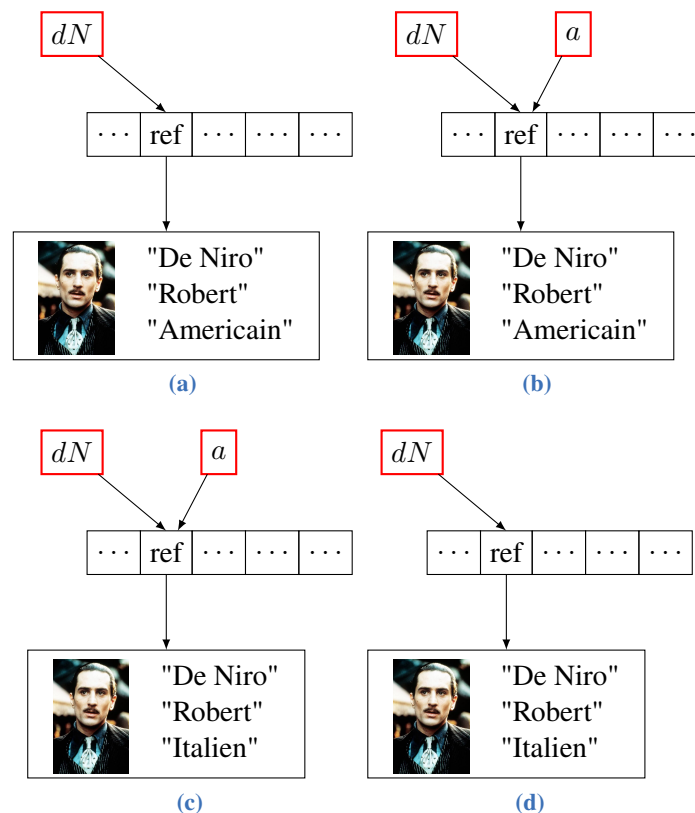 dN
··· ref ··· ··· ···
"De Niro"
"Robert"
"Americain"
(a)
dN a
··· ref ··· ··· ···
"De Niro"
"Robert"
"Americain"
(b)
dN a
··· ref ··· ··· ···
"De Niro"
"Robert"
"Italien"
(c)
dN
··· ref ··· ··· ···
"De Niro"
"Robert"
"Italien"
(d)